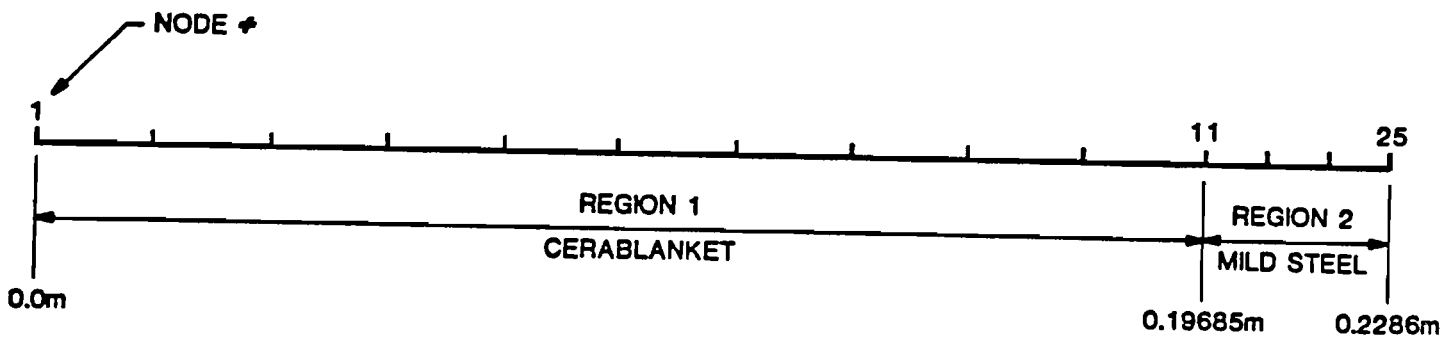 NODE #
1
11
25
REGION 1
REGION 2
CERABLANKET
MILD STEEL
0.0m
0.19685m
0.2286m